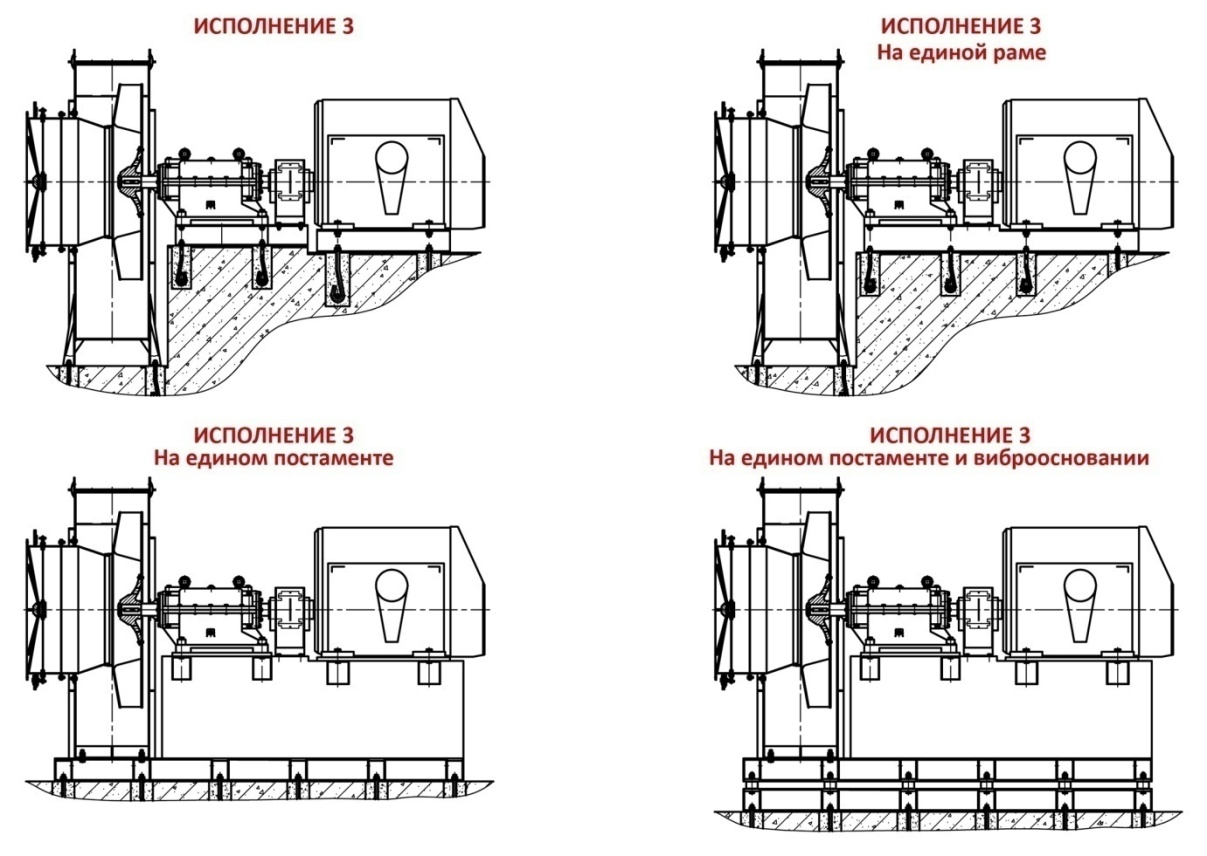 ИСПОЛНЕНИЕ 3
ИСПОЛНЕНИЕ 3
На единой раме
ИСПОЛНЕНИЕ 3
На едином постаменте
ИСПОЛНЕНИЕ 3
На едином постаменте и виброосновании